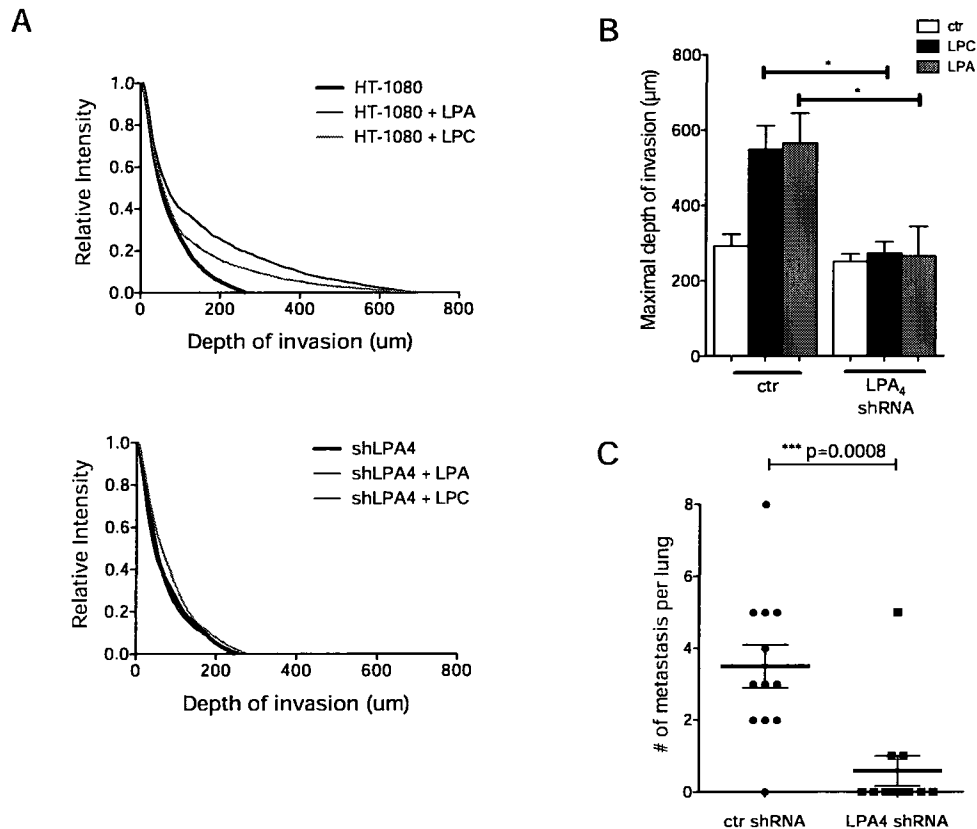 A
1.0
0.8
0.6
0.4
0.2
0.0
0 200 400 600 800
Relative Intensity
Depth of invasion (um)
HT-1080
HT-1080 + LPA
HT-1080 + LPC
1.0
0.8
0.6
0.4
0.2
0.0
0 200 400 600 800
Relative Intensity
Depth of invasion (um)
shLPA4
shLPA4 + LPA
shLPA4 + LPC
B
ctr
LPC
LPA
800
600
400
200
0
Maximal depth of invasion (µm)
*
*
ctr
LPA₄
shRNA
C
*** p=0.0008
8
6
4
2
0
# of metastasis per lung
ctr shRNA
LPA4 shRNA